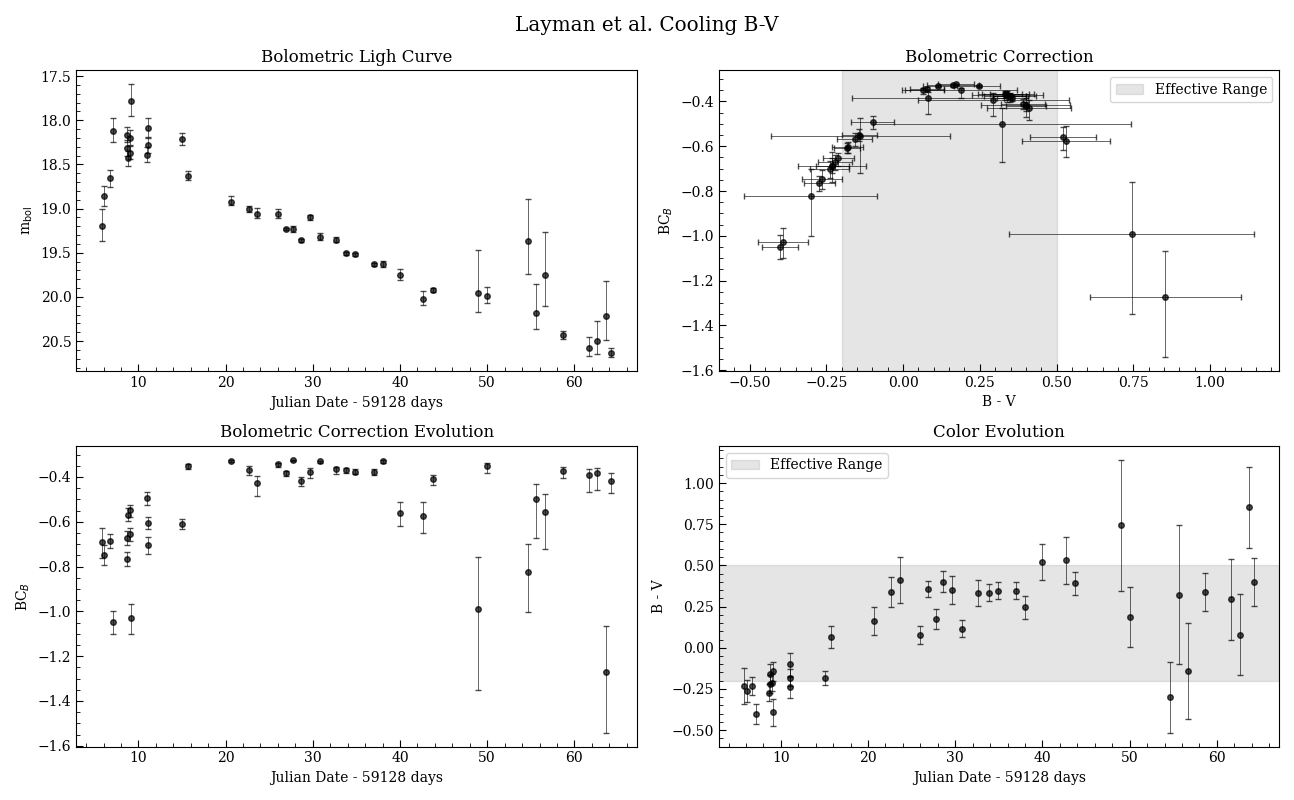 Layman et al. Cooling B-V
Bolometric Ligh Curve
17.5
18.0
18.5
19.0
19.5
20.0
20.5
m_bol
10 20 30 40 50 60
Julian Date - 59128 days
Bolometric Correction
Effective Range
−0.4
−0.6
−0.8
−1.0
−1.2
−1.4
−1.6
BC_B
−0.50 −0.25 0.00 0.25 0.50 0.75 1.00
B - V
Bolometric Correction Evolution
−0.4
−0.6
−0.8
−1.0
−1.2
−1.4
−1.6
BC_B
10 20 30 40 50 60
Julian Date - 59128 days
Color Evolution
Effective Range
1.00
0.75
0.50
0.25
0.00
−0.25
−0.50
B - V
10 20 30 40 50 60
Julian Date - 59128 days